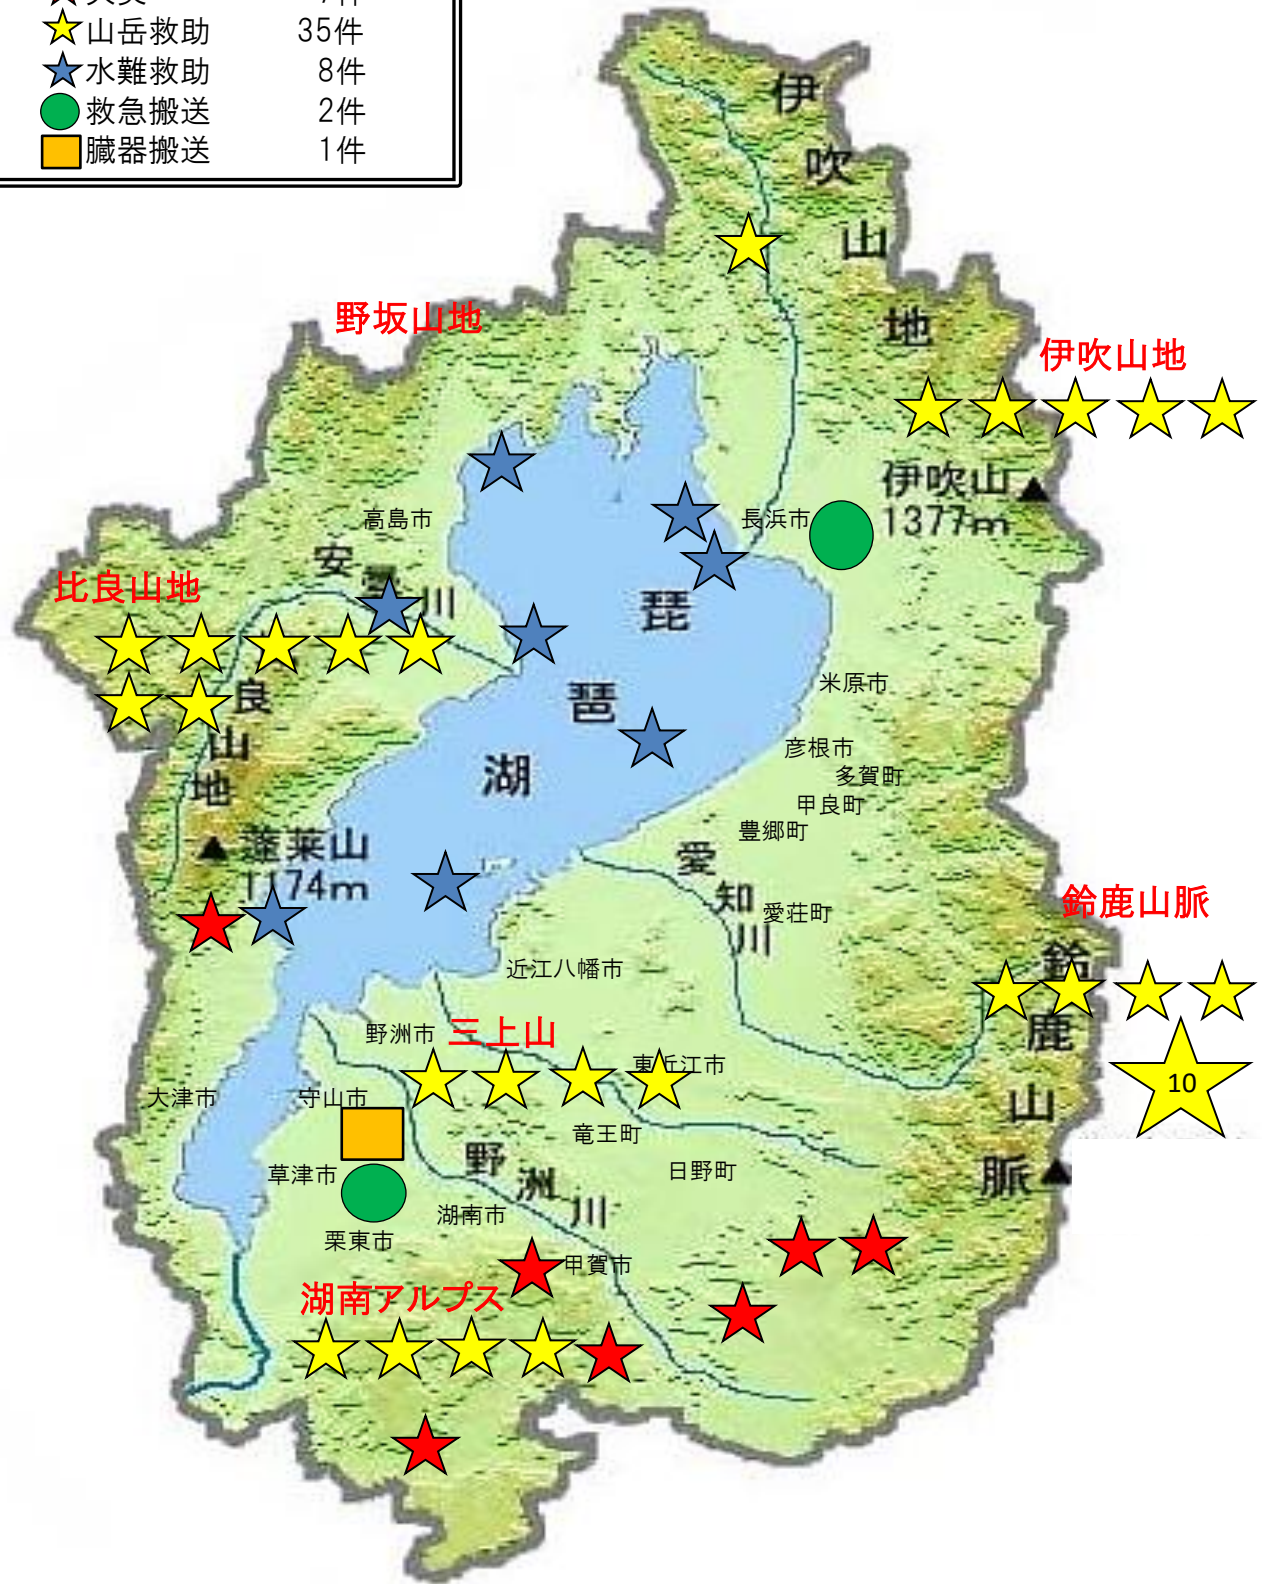 山岳救助 35件
水難救助 8件
救急搬送 2件
臓器搬送 1件
伊吹山地
野坂山地
伊吹山地
伊吹山
1377m
高島市
長浜市
安曇川
比良山地
琵琶湖
良山地
米原市
彦根市
多賀町
甲良町
豊郷町
蓬莱山
1174m
愛知川
愛荘町
鈴鹿山脈
近江八幡市
鈴鹿山脈
野洲市
三上山
東近江市
10
大津市
守山市
竜王町
日野町
草津市
野洲川
湖南市
栗東市
甲賀市
湖南アルプス